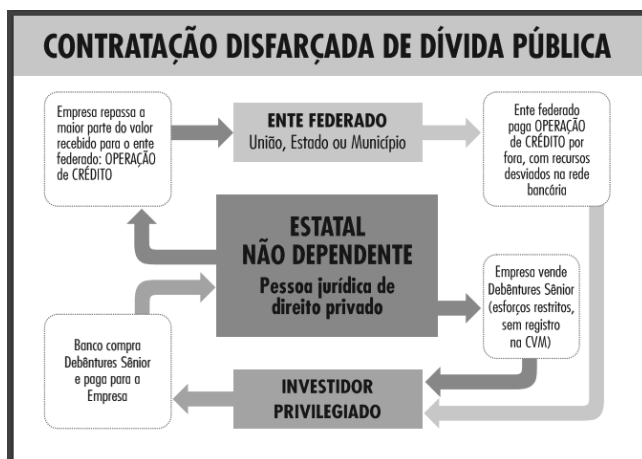 CONTRATAÇÃO DISFARÇADA DE DÍVIDA PÚBLICA
Empresa repassa a
maior parte do valor
recebido para o ente
federado: OPERAÇÃO
de CRÉDITO
ENTE FEDERADO
União, Estado ou Município
Ente federado
paga OPERAÇÃO
de CRÉDITO por
fora, com recursos
desviados na rede
bancária
ESTATAL
NÃO DEPENDENTE
Pessoa jurídica de
direito privado
Empresa vende
Debêntures Sênior
(esforços restritos,
sem registro
na CVM)
Banco compra
Debêntures Sênior
e paga para a
Empresa
INVESTIDOR
PRIVILEGIADO